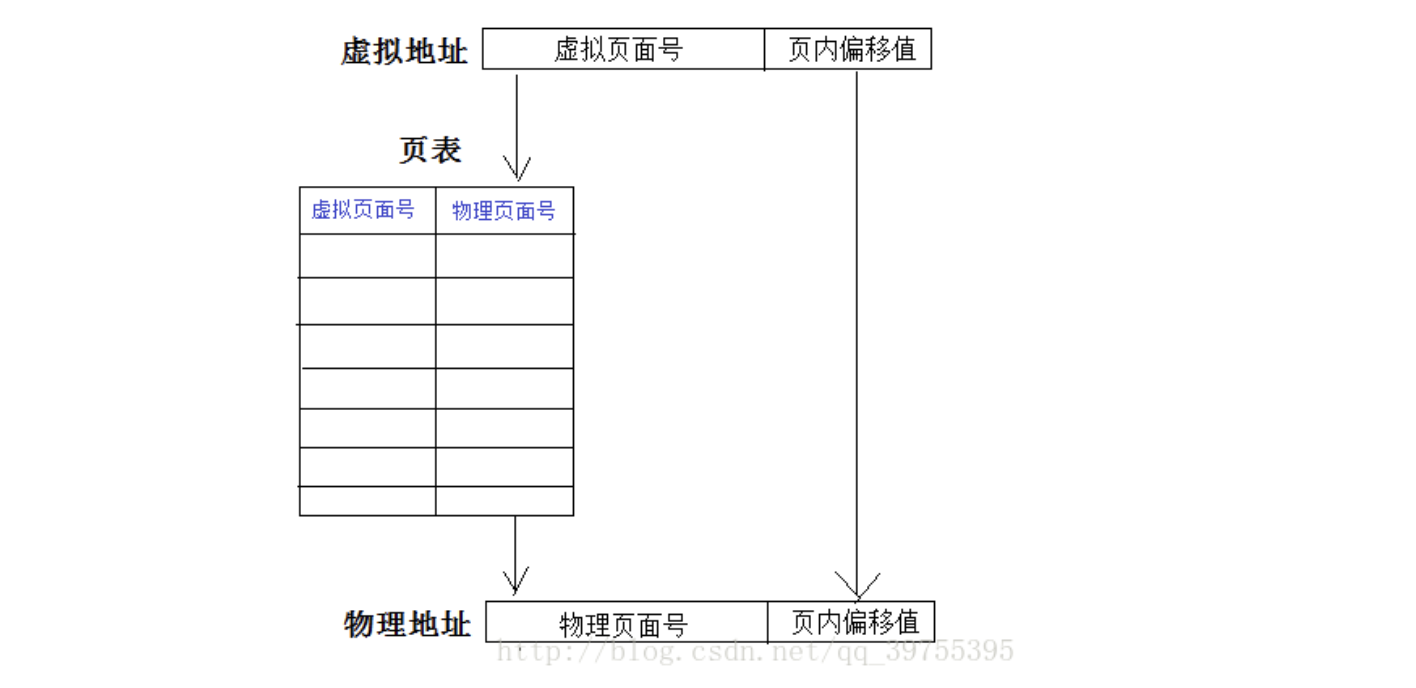 虚拟地址 虚拟页面号 页内偏移值
页表
虚拟页面号 物理页面号
物理地址 物理页面号 页内偏移值
http://blog.csdn.net/qq_39755395